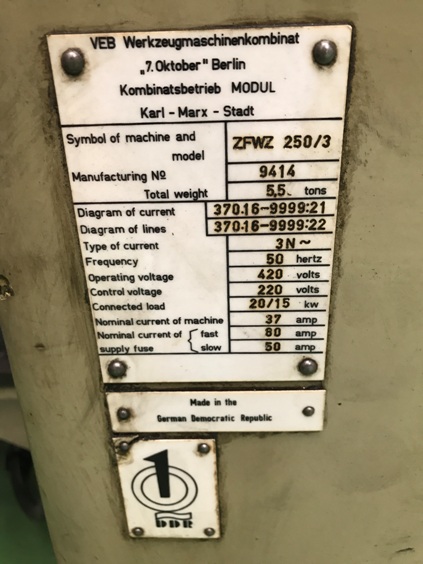 VEB Werkzeugmaschinenkombinat
„7. Oktober" Berlin
Kombinatsbetrieb MODUL
Karl - Marx - Stadt
Symbol of machine and model ZFWZ 250/3
Manufacturing Nº 9414
Total weight 5,5. tons
Diagram of current 37016-9999:21
Diagram of lines 37016-9999:22
Type of current 3N~
Frequency 50 hertz
Operating voltage 420 volts
Control voltage 220 volts
Connected load 20/15 kw
Nominal current of machine 37 amp
Nominal current of fast 80 amp
supply fuse slow 50 amp
Made in the
German Democratic Republic
1
DDR